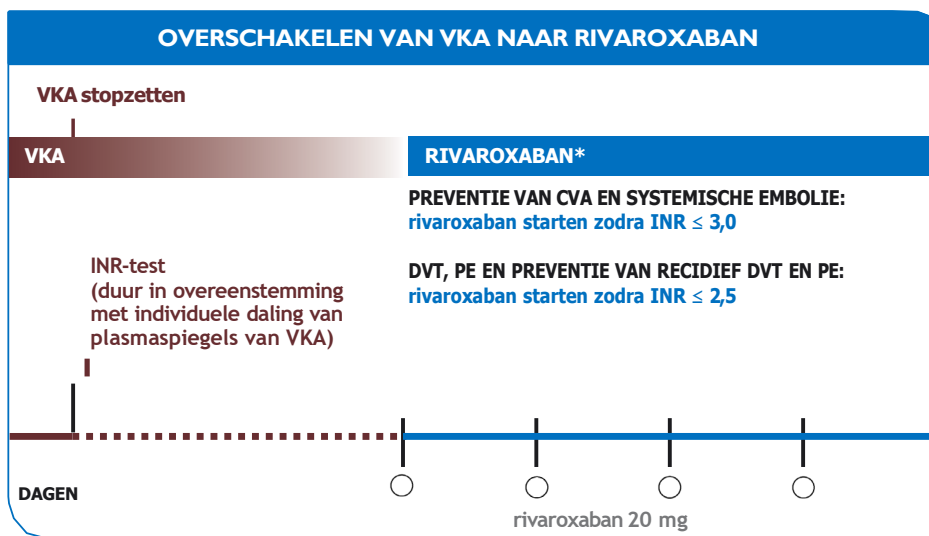 OVERSCHAKELEN VAN VKA NAAR RIVAROXABAN
VKA stopzetten
VKA
RIVAROXABAN*
PREVENTIE VAN CVA EN SYSTEMISCHE EMBOLIE:
rivaroxaban starten zodra INR ≤ 3,0
INR-test
(duur in overeenstemming
met individuele daling van
plasmaspiegels van VKA)
DVT, PE EN PREVENTIE VAN RECIDIEF DVT EN PE:
rivaroxaban starten zodra INR ≤ 2,5
DAGEN
rivaroxaban 20 mg